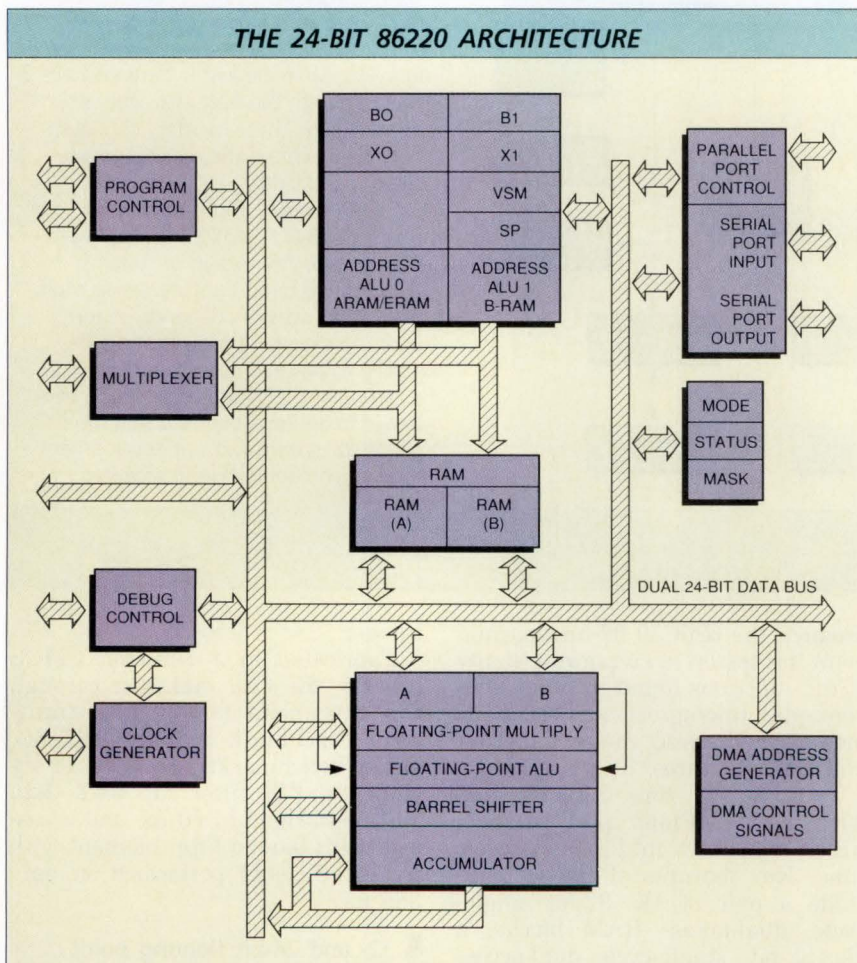 THE 24-BIT 86220 ARCHITECTURE
BO
B1
XO
X1
VSM
SP
ADDRESS
ALU 0
ARAM/ERAM
ADDRESS
ALU 1
B-RAM
PROGRAM
CONTROL
PARALLEL
PORT
CONTROL
SERIAL
PORT
INPUT
SERIAL
PORT
OUTPUT
MULTIPLEXER
MODE
STATUS
MASK
RAM
RAM
(A)
RAM
(B)
DUAL 24-BIT DATA BUS
DEBUG
CONTROL
CLOCK
GENERATOR
A
B
FLOATING-POINT MULTIPLY
FLOATING-POINT ALU
BARREL SHIFTER
ACCUMULATOR
DMA ADDRESS
GENERATOR
DMA CONTROL
SIGNALS